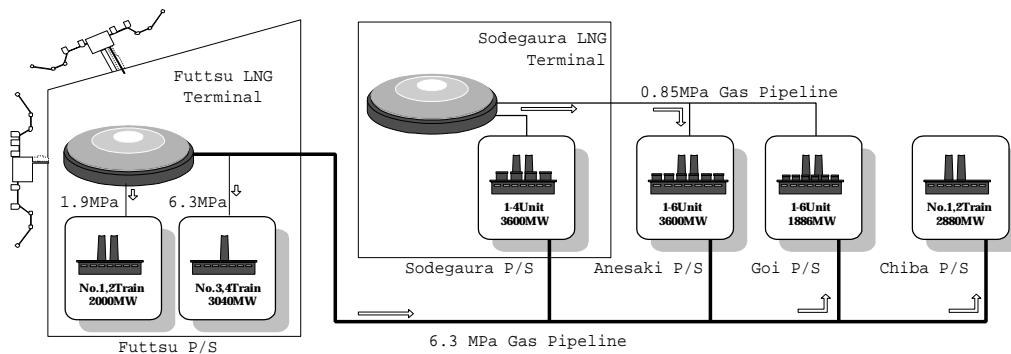 Sodegaura LNG
Terminal
Futtsu LNG
Terminal
0.85MPa Gas Pipeline
1.9MPa
6.3MPa
No.1,2Train
2000MW
No.3,4Train
3040MW
1-4Unit
3600MW
1-6Unit
3600MW
1-6Unit
1886MW
No.1,2Train
2880MW
Sodegaura P/S
Anesaki P/S
Goi P/S
Chiba P/S
Futtsu P/S
6.3 MPa Gas Pipeline